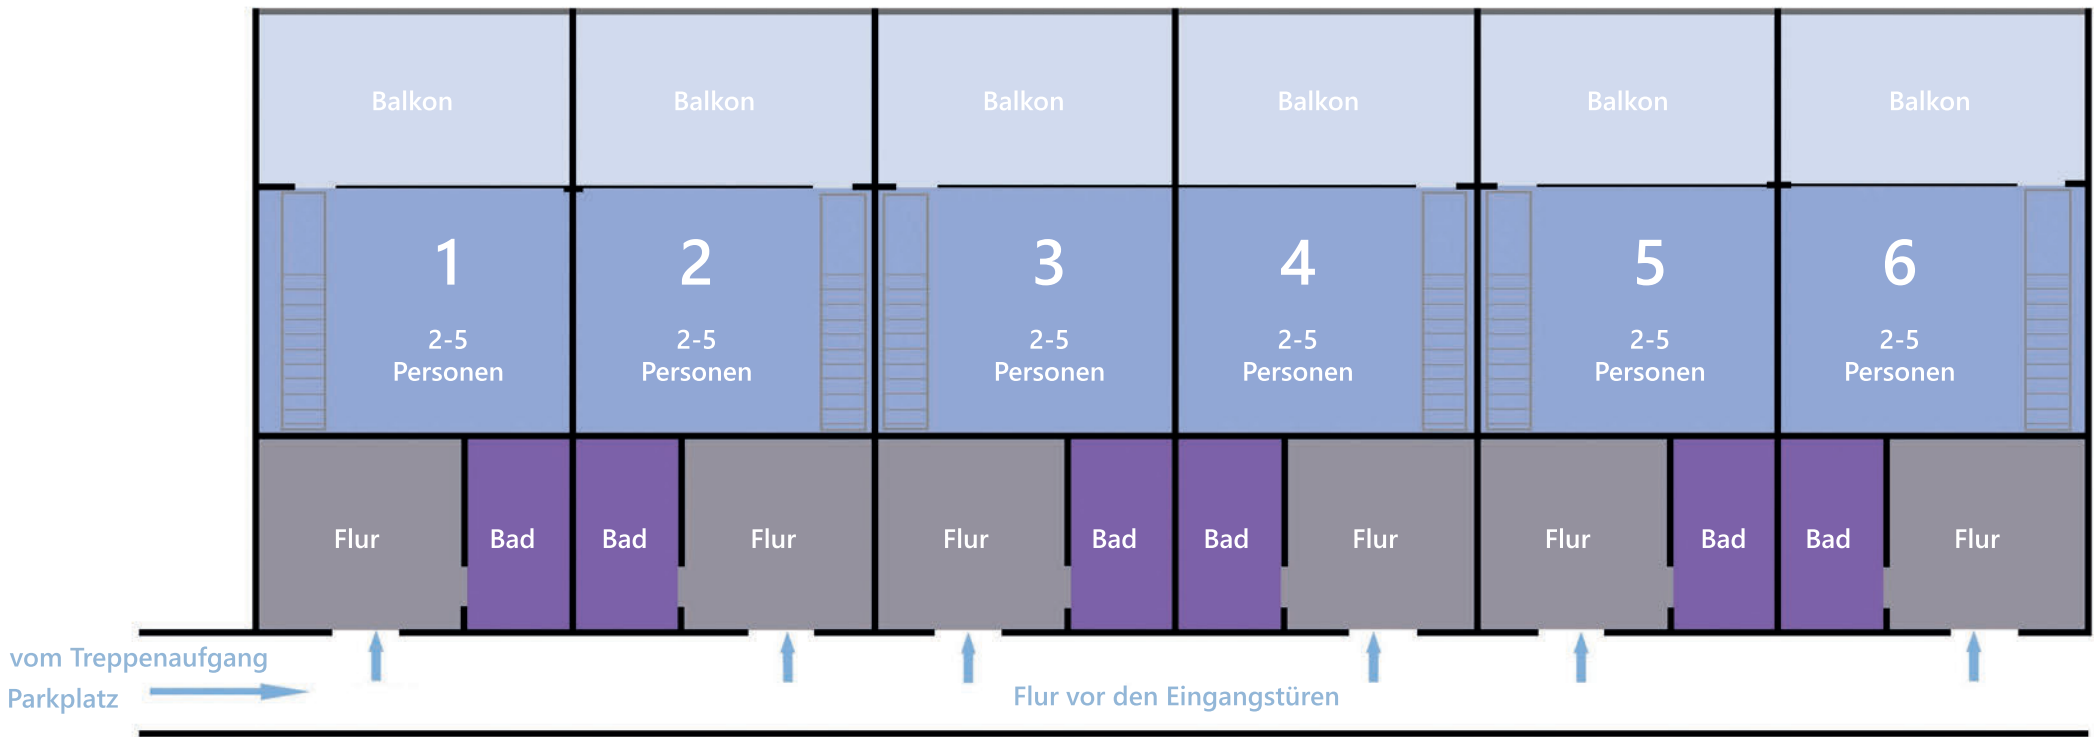 Balkon
Balkon
Balkon
Balkon
Balkon
Balkon
1
2
3
4
5
6
2-5
Personen
2-5
Personen
2-5
Personen
2-5
Personen
2-5
Personen
2-5
Personen
Flur
Bad
Bad
Flur
Flur
Bad
Bad
Flur
Flur
Bad
Bad
Flur
vom Treppenaufgang
Parkplatz
Flur vor den Eingangstüren